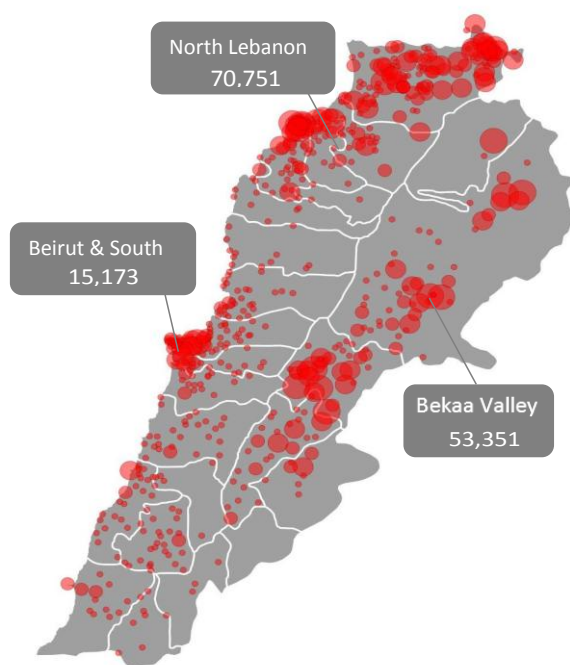 North Lebanon
70,751
Beirut & South
15,173
Bekaa Valley
53,351